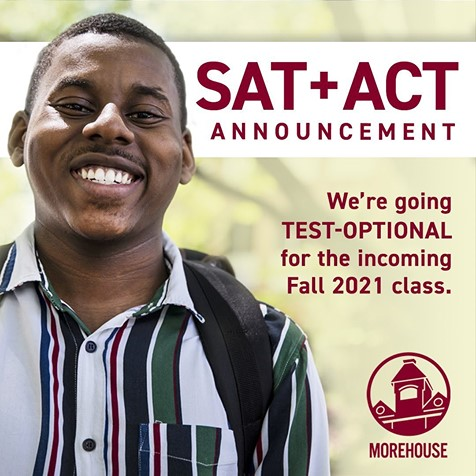 SAT+ACT
ANNOUNCEMENT
We're going
TEST-OPTIONAL
for the incoming
Fall 2021 class.
MOREHOUSE